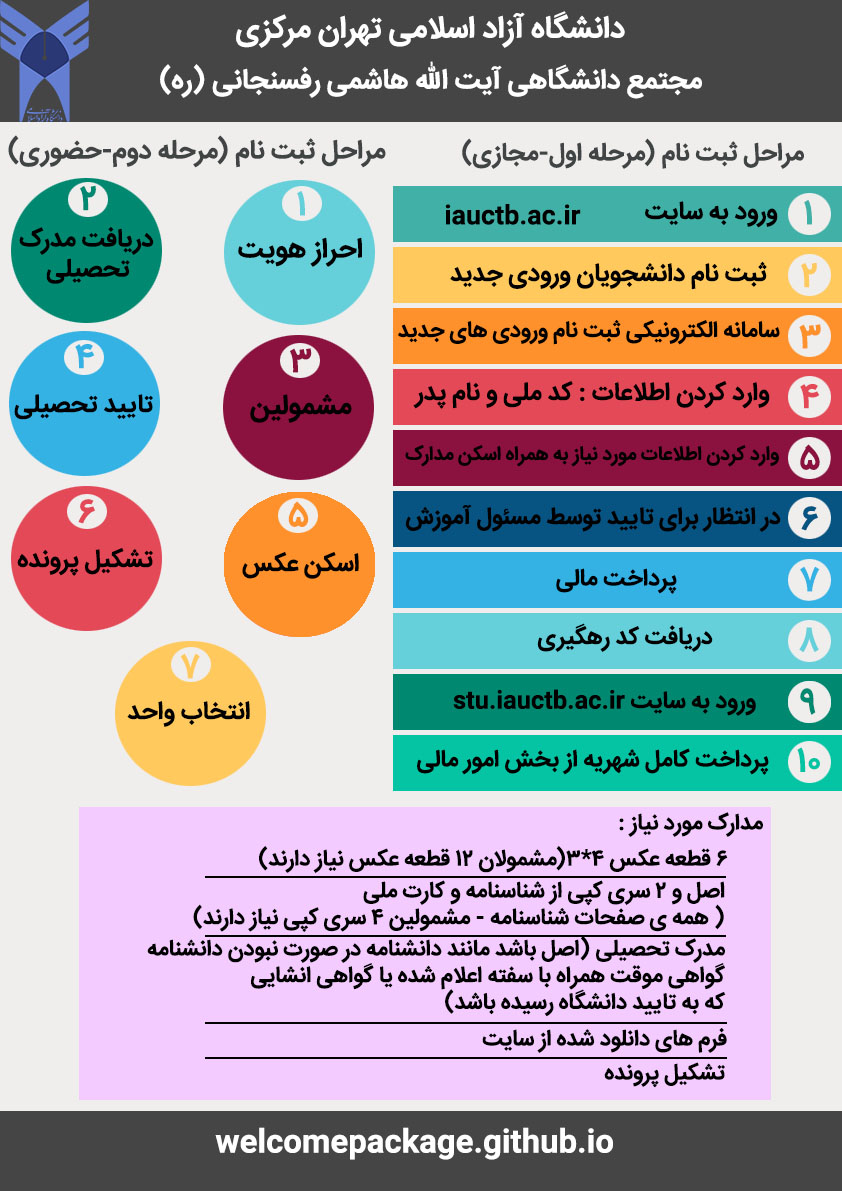 دانشگاه آزاد اسلامی تهران مرکزی
مجتمع دانشگاهی آیت الله هاشمی رفسنجانی (ره)
مراحل ثبت نام (مرحله اول-مجازی)
۱ ورود به سایت iauctb.ac.ir
۲ ثبت نام دانشجویان ورودی جدید
۳ سامانه الکترونیکی ثبت نام ورودی های جدید
۴ وارد کردن اطلاعات : کد ملی و نام پدر
۵ وارد کردن اطلاعات مورد نیاز به همراه اسکن مدارک
۶ در انتظار برای تایید توسط مسئول آموزش
۷ پرداخت مالی
۸ دریافت کد رهگیری
۹ ورود به سایت stu.iauctb.ac.ir
۱۰ پرداخت کامل شهریه از بخش امور مالی
مراحل ثبت نام (مرحله دوم-حضوری)
۱
احراز هویت
۲
دریافت مدرک
تحصیلی
۳
مشمولین
۴
تایید تحصیلی
۵
اسکن عکس
۶
تشکیل پرونده
۷
انتخاب واحد
مدارک مورد نیاز :
۶ قطعه عکس ۴*۳(مشمولان ۱۲ قطعه عکس نیاز دارند)
اصل و ۲ سری کپی از شناسنامه و کارت ملی
( همه ی صفحات شناسنامه - مشمولین ۴ سری کپی نیاز دارند)
مدرک تحصیلی (اصل باشد مانند دانشنامه در صورت نبودن دانشنامه
گواهی موقت همراه با سفته اعلام شده یا گواهی انشایی
که به تایید دانشگاه رسیده باشد)
فرم های دانلود شده از سایت
تشکیل پرونده
welcomepackage.github.io